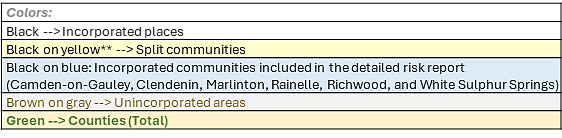 Colors:
Black --> Incorporated places
Black on yellow** --> Split communities
Black on blue: Incorporated communities included in the detailed risk report
(Camden-on-Gauley, Clendenin, Marlinton, Rainelle, Richwood, and White Sulphur Springs)
Brown on gray --> Unincorporated areas
Green --> Counties (Total)